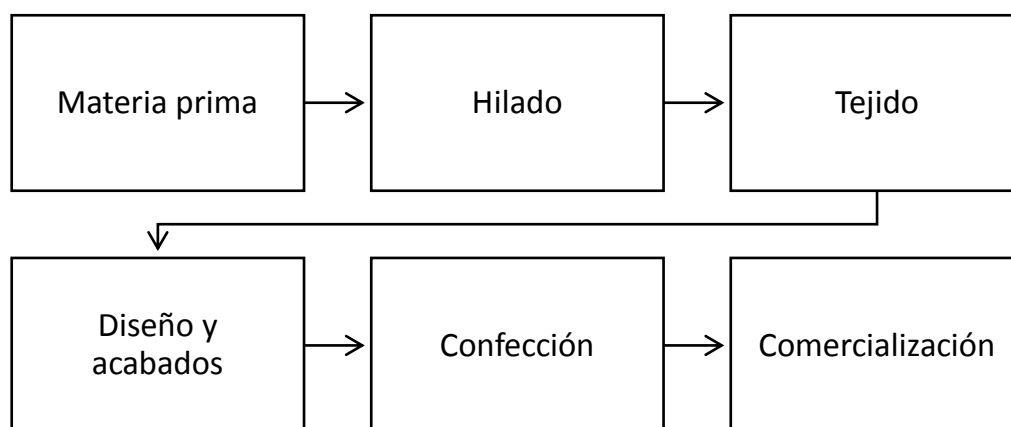 Materia prima
Hilado
Tejido
Diseño y
acabados
Confección
Comercialización